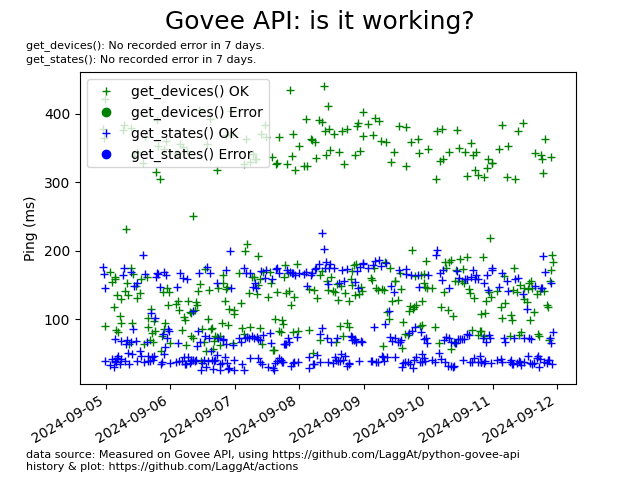 Govee API: is it working?
get_devices(): No recorded error in 7 days.
get_states(): No recorded error in 7 days.
get_devices() OK
get_devices() Error
get_states() OK
get_states() Error
Ping (ms)
400
300
200
100
2024-09-05
2024-09-06
2024-09-07
2024-09-08
2024-09-09
2024-09-10
2024-09-11
2024-09-12
data source: Measured on Govee API, using https://github.com/LaggAt/python-govee-api
history & plot: https://github.com/LaggAt/actions